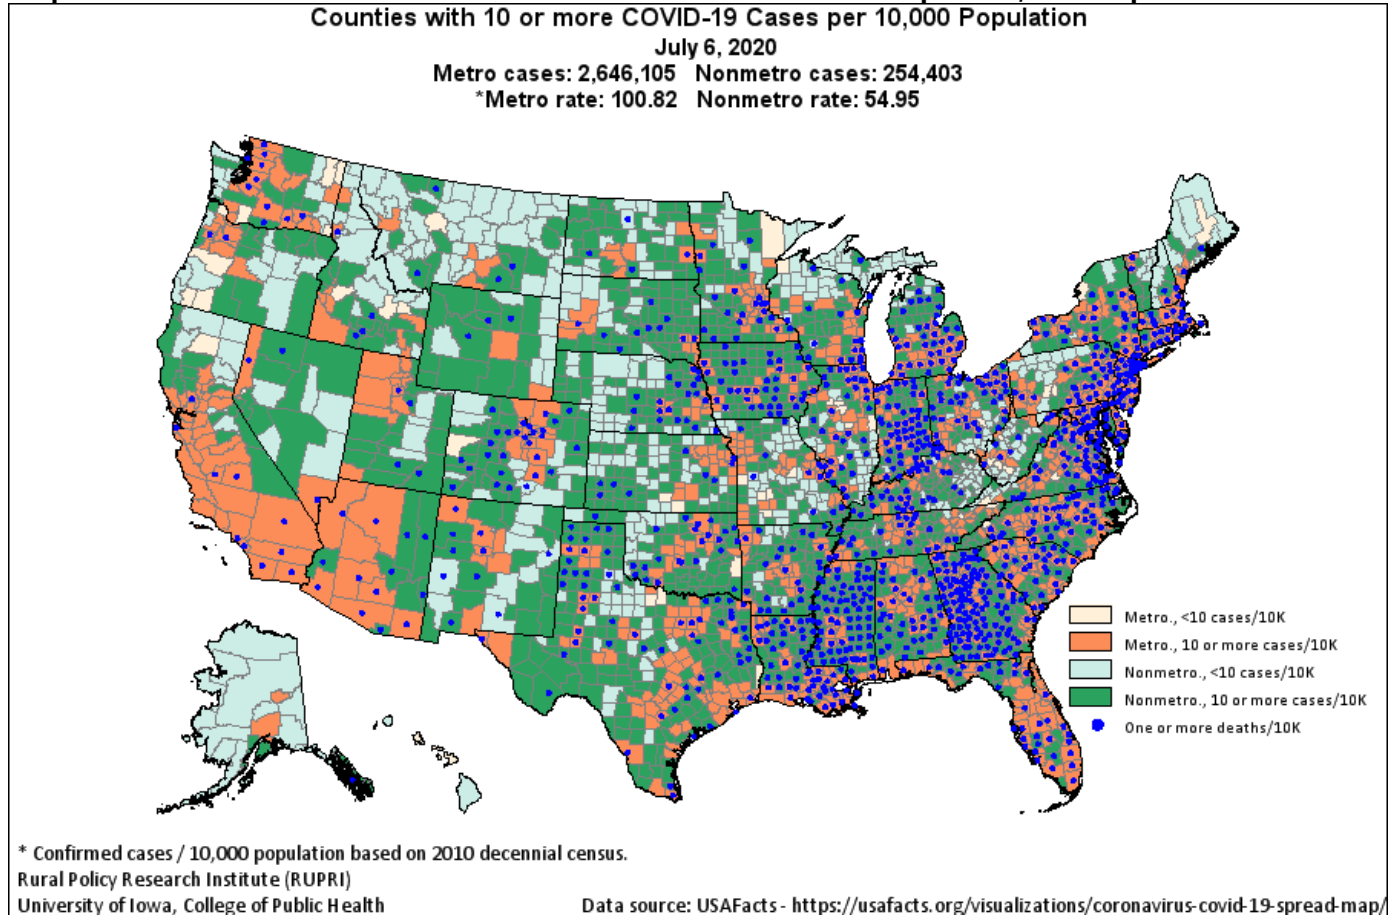 Counties with 10 or more COVID-19 Cases per 10,000 Population
July 6, 2020
Metro cases: 2,646,105 Nonmetro cases: 254,403
*Metro rate: 100.82 Nonmetro rate: 54.95
Metro., <10 cases/10K
Metro., 10 or more cases/10K
Nonmetro., <10 cases/10K
Nonmetro., 10 or more cases/10K
One or more deaths/10K
* Confirmed cases / 10,000 population based on 2010 decennial census.
Rural Policy Research Institute (RUPRI)
University of Iowa, College of Public Health
Data source: USAFacts - https://usafacts.org/visualizations/coronavirus-covid-19-spread-map/